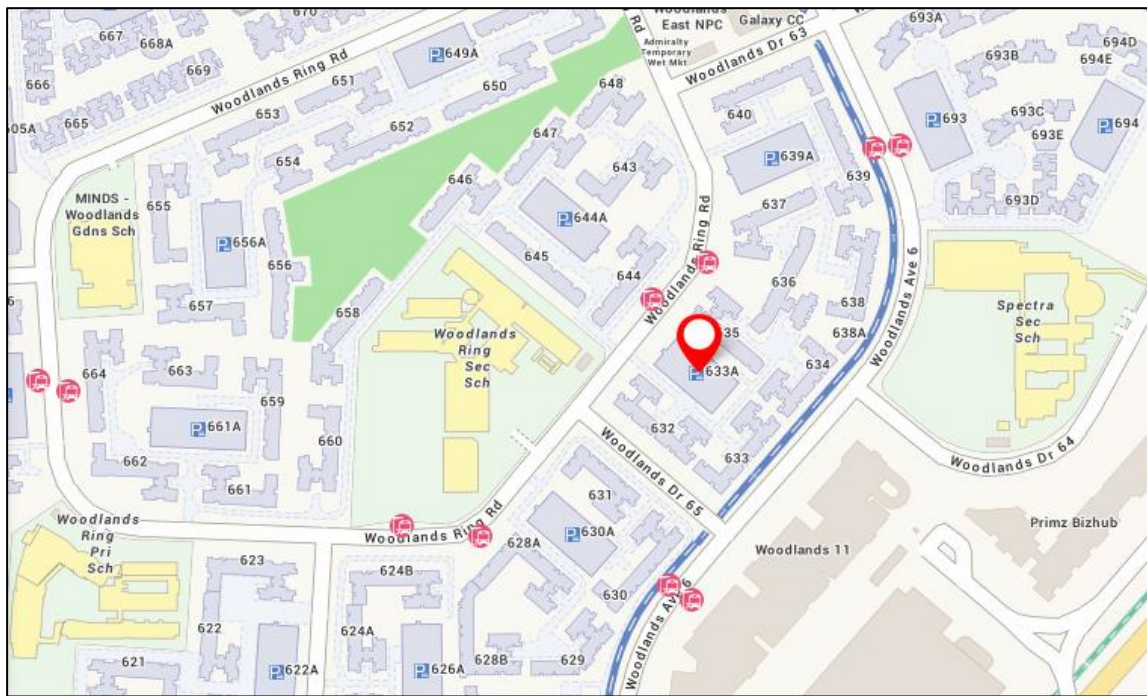 667
668A
670
649A
Woodlands
East NPC
Galaxy CC
Rd
693A
694D
Admiralty
Temporary
Wet Mkt
Woodlands Dr 63
693B
694E
666
669
Woodlands Ring Rd
651
650
648
605A
665
653
652
640
693
693C
694
647
639A
693E
654
643
639
MINDS -
Woodlands
Gdns Sch
655
646
637
693D
656A
644A
Woodlands Ring Rd
656
645
644
636
Woodlands Ave 6
657
658
638
Spectra
Sec
Sch
Woodlands
Ring
Sec
Sch
Woodlands Ring Rd
635
638A
664
663
633A
634
659
661A
632
660
633
662
661
Woodlands Dr 65
Woodlands Dr 64
631
Woodlands
Ring
Pri
Sch
Woodlands Ring Rd
628A
630A
Woodlands 11
Primz Bizhub
623
624B
630
Woodlands Ave 6
622
624A
621
622A
626A
628B
629